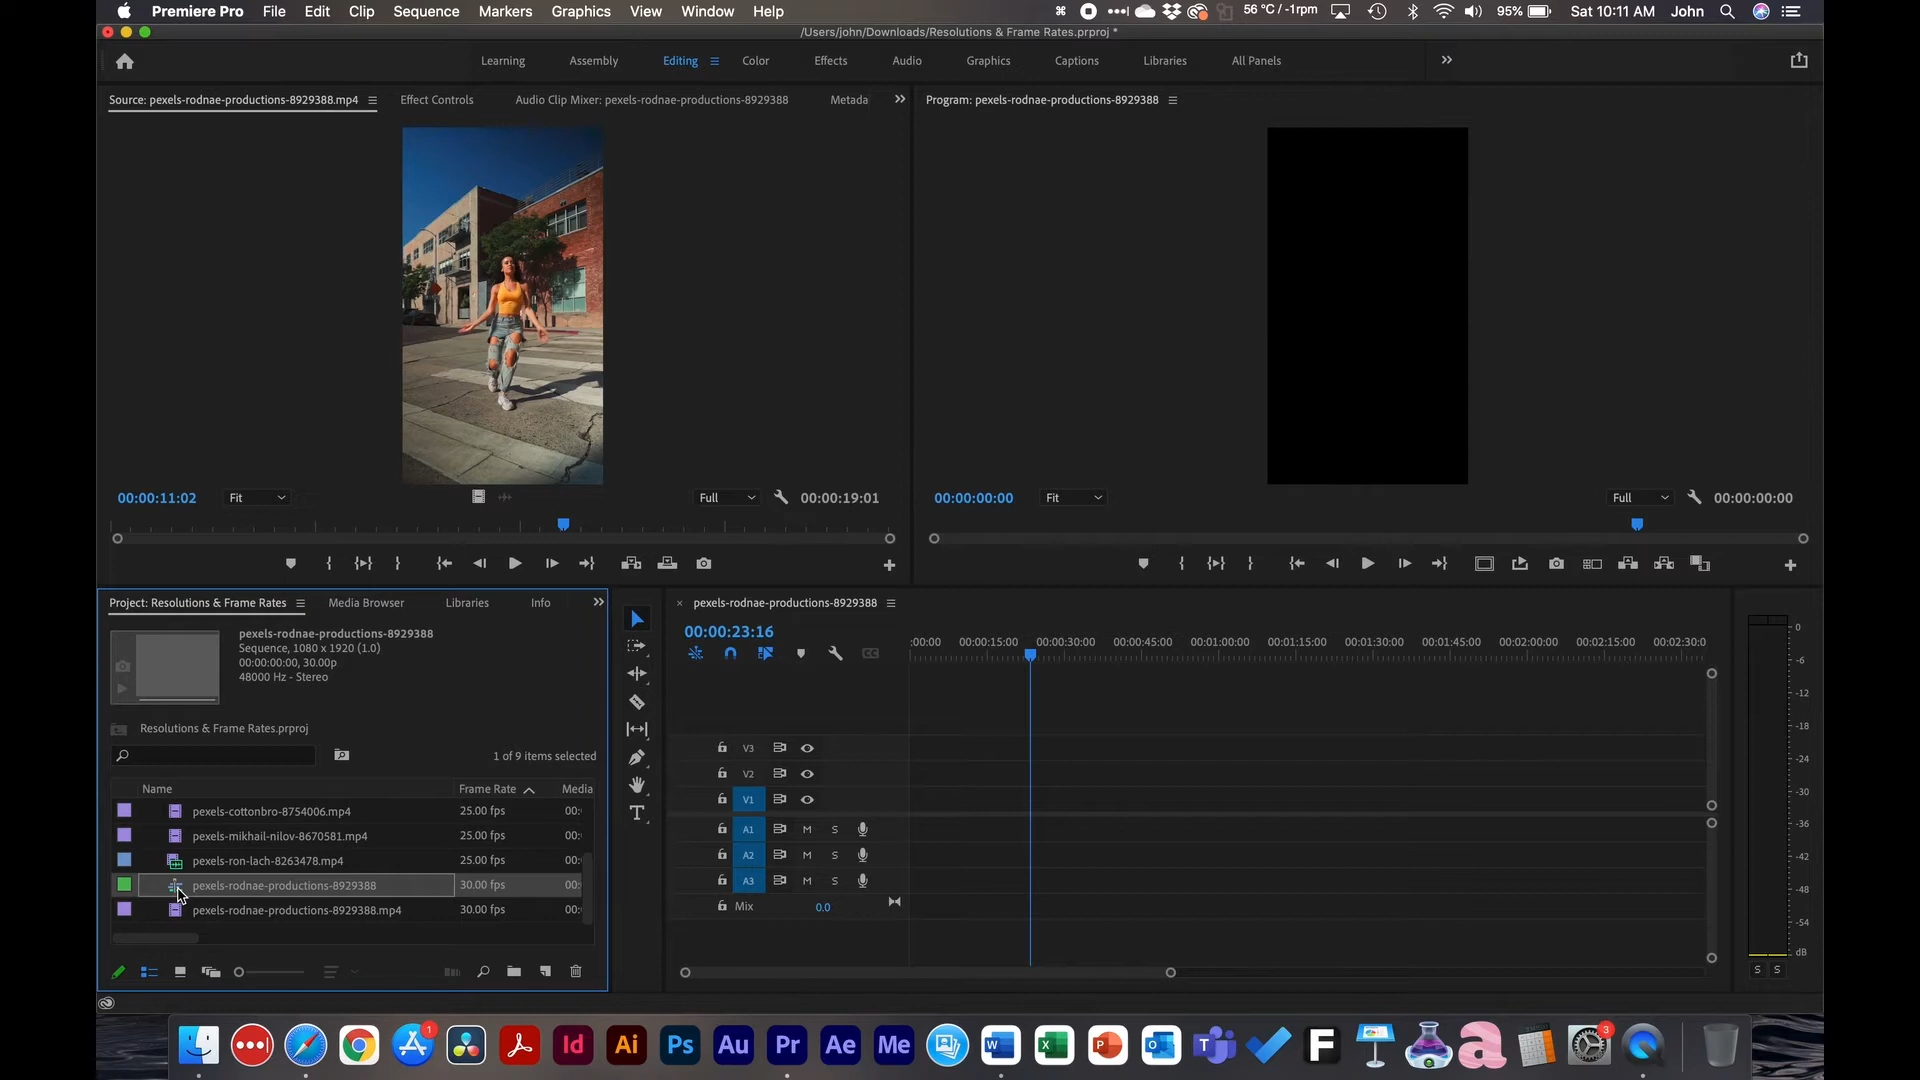 Premiere Pro File Edit Clip Sequence Markers Graphics View Window Help 56 °C / -1rpm 95% Sat 10:11 AM John
/Users/john/Downloads/Resolutions & Frame Rates.prproj *
Learning Assembly Editing Color Effects Audio Graphics Captions Libraries All Panels
Source: pexels-rodnae-productions-8929388.mp4 Effect Controls Audio Clip Mixer: pexels-rodnae-productions-8929388 Metada
Program: pexels-rodnae-productions-8929388
00:00:11:02 Fit Full 00:00:19:01
00:00:00:00 Fit Full 00:00:00:00
Project: Resolutions & Frame Rates Media Browser Libraries Info
pexels-rodnae-productions-8929388
Sequence, 1080 x 1920 (1.0)
00:00:00:00, 30.00p
48000 Hz - Stereo
Resolutions & Frame Rates.prproj
1 of 9 items selected
Name Frame Rate Media
pexels-cottonbro-8754006.mp4 25.00 fps 00:
pexels-mikhail-nilov-8670581.mp4 25.00 fps 00:
pexels-ron-lach-8263478.mp4 25.00 fps 00:
pexels-rodnae-productions-8929388 30.00 fps 00:
pexels-rodnae-productions-8929388.mp4 30.00 fps 00:
pexels-rodnae-productions-8929388
00:00:23:16
:00:00 00:00:15:00 00:00:30:00 00:00:45:00 00:01:00:00 00:01:15:00 00:01:30:00 00:01:45:00 00:02:00:00 00:02:15:00 00:02:30:0
V3
V2
V1
A1 M S
A2 M S
A3 M S
Mix 0.0
0
-6
-12
-18
-24
-30
-36
-42
-48
-54
dB
S S
1 Id Ai Ps Au Pr Ae Me W X P O T F a 3